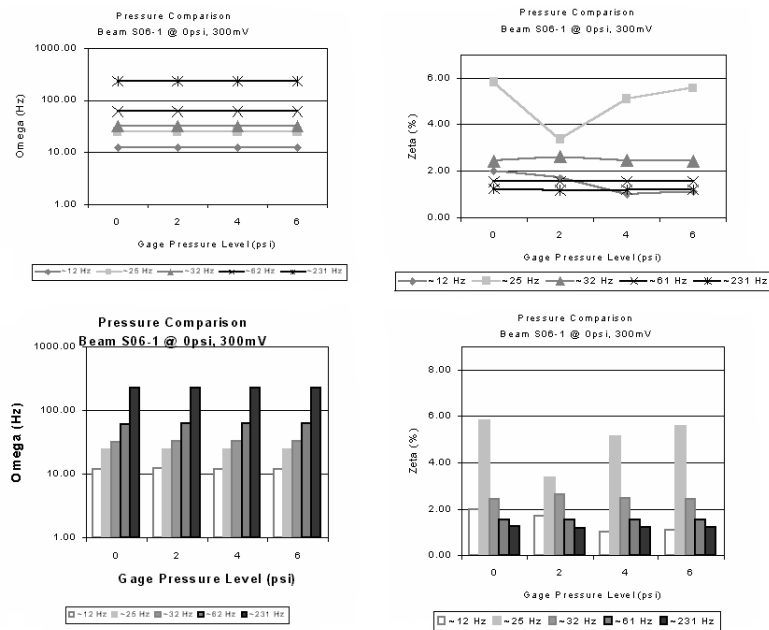 Pressure Comparison
Beam S06-1 @ 0psi, 300mV
1000.00
100.00
10.00
1.00
Omega (Hz)
0 2 4 6
Gage Pressure Level (psi)
~12 Hz ~25 Hz ~32 Hz ~62 Hz ~231 Hz
Pressure Comparison
Beam S06-1 @ 0psi, 300mV
6.00
4.00
2.00
0.00
Zeta (%)
0 2 4 6
Gage Pressure Level (psi)
~12 Hz ~25 Hz ~32 Hz ~61 Hz ~231 Hz
Pressure Comparison
Beam S06-1 @ 0psi, 300mV
1000.00
100.00
10.00
1.00
Omega (Hz)
0 2 4 6
Gage Pressure Level (psi)
~12 Hz ~25 Hz ~32 Hz ~62 Hz ~231 Hz
Pressure Comparison
Beam S06-1 @ 0psi, 300mV
8.00
6.00
4.00
2.00
0.00
Zeta (%)
0 2 4 6
Gage Pressure Level (psi)
~12 Hz ~25 Hz ~32 Hz ~61 Hz ~231 Hz